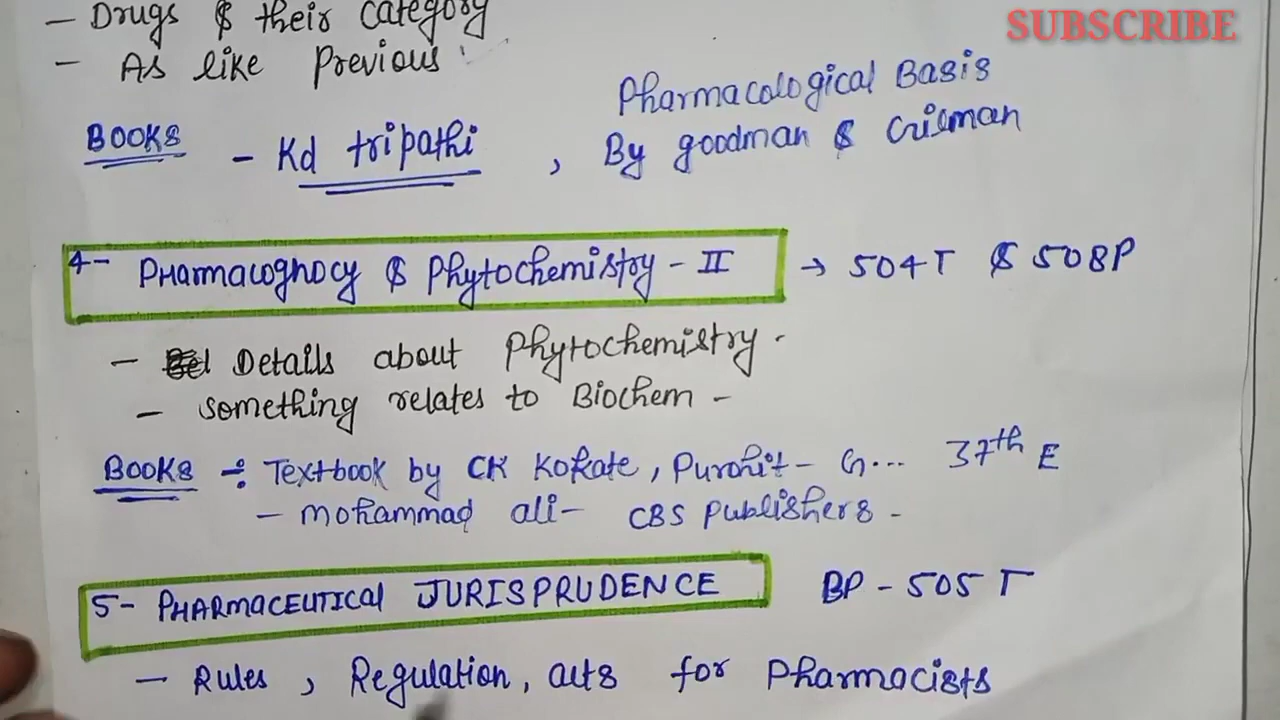 - Drugs & their category
SUBSCRIBE
- As like Previous
Pharmacological Basis
BOOKS - Kd tripathi , By goodman & Crilman
4- PHarmacognocy & Phytochemistry - II → 504T & 508P
- Details about Phytochemistry -
- something relates to Biochem -
BOOKS ÷ Textbook by CK Kokate, Purohit - G... 37th E
- mohammad ali - CBS Publishers -
5- PHARMACEUTICAL JURISPRUDENCE BP - 505 T
- Rules , Regulation, acts for Pharmacists